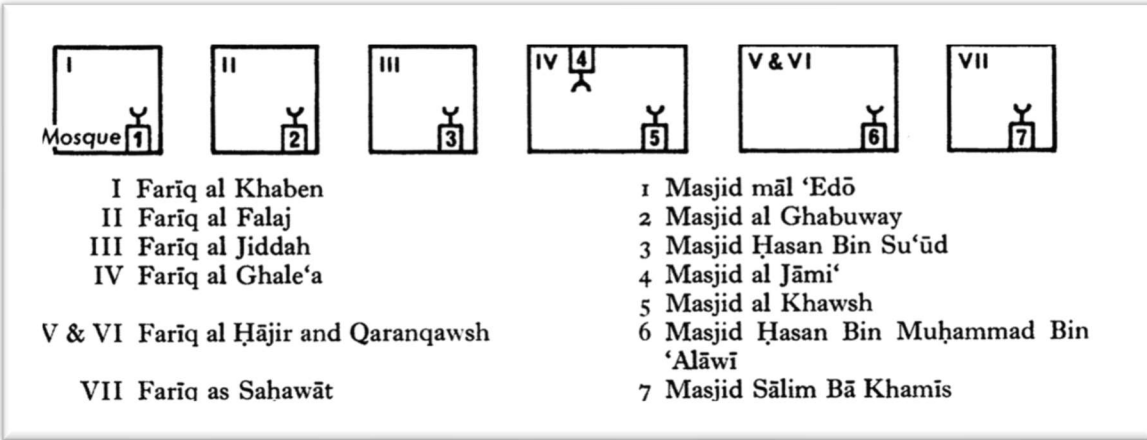 I II III IV 4 V & VI VII
Mosque 1 2 3 5 6 7
I Farīq al Khaben
II Farīq al Falaj
III Farīq al Jiddah
IV Farīq al Ghale‘a
V & VI Farīq al Ḥājir and Qaranqawsh
VII Farīq as Saḥawāt
1 Masjid māl ‘Edō
2 Masjid al Ghabuway
3 Masjid Ḥasan Bin Su‘ūd
4 Masjid al Jāmi‘
5 Masjid al Khawsh
6 Masjid Ḥasan Bin Muḥammad Bin
‘Alāwī
7 Masjid Sālim Bā Khamīs